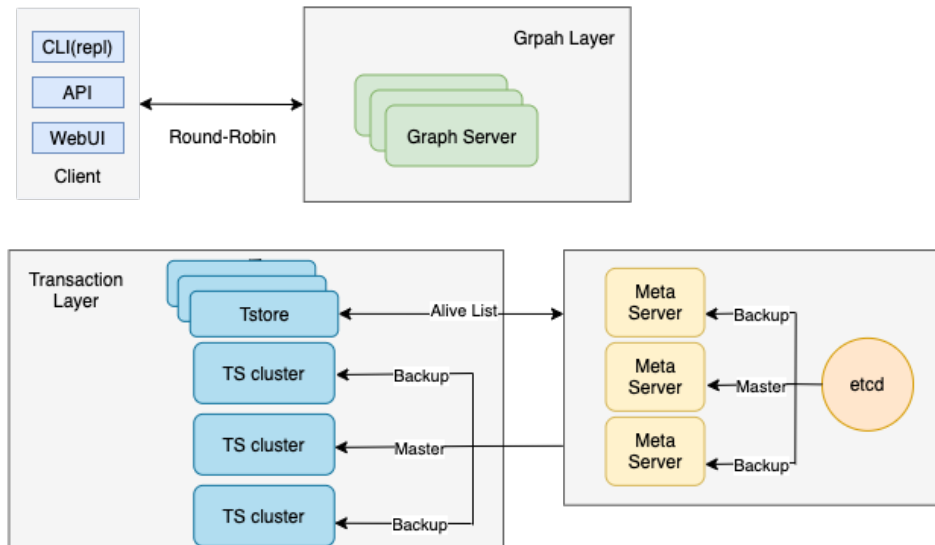 CLI(repl)
API
WebUI
Client
Round-Robin
Grpah Layer
Graph Server
Transaction
Layer
Tstore
TS cluster
TS cluster
TS cluster
Alive List
Backup
Master
Backup
Meta
Server
Meta
Server
Meta
Server
Backup
Master
Backup
etcd